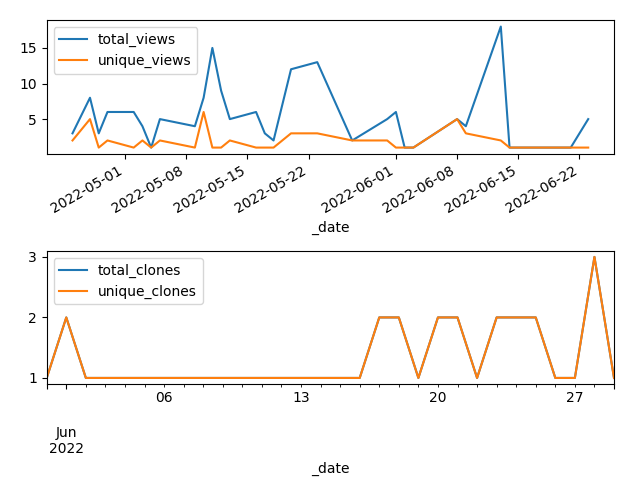 total_views
unique_views
15
10
5
2022-05-01
2022-05-08
2022-05-15
2022-05-22
2022-06-01
2022-06-08
2022-06-15
2022-06-22
_date
total_clones
unique_clones
3
2
1
06
13
20
27
Jun
2022
_date